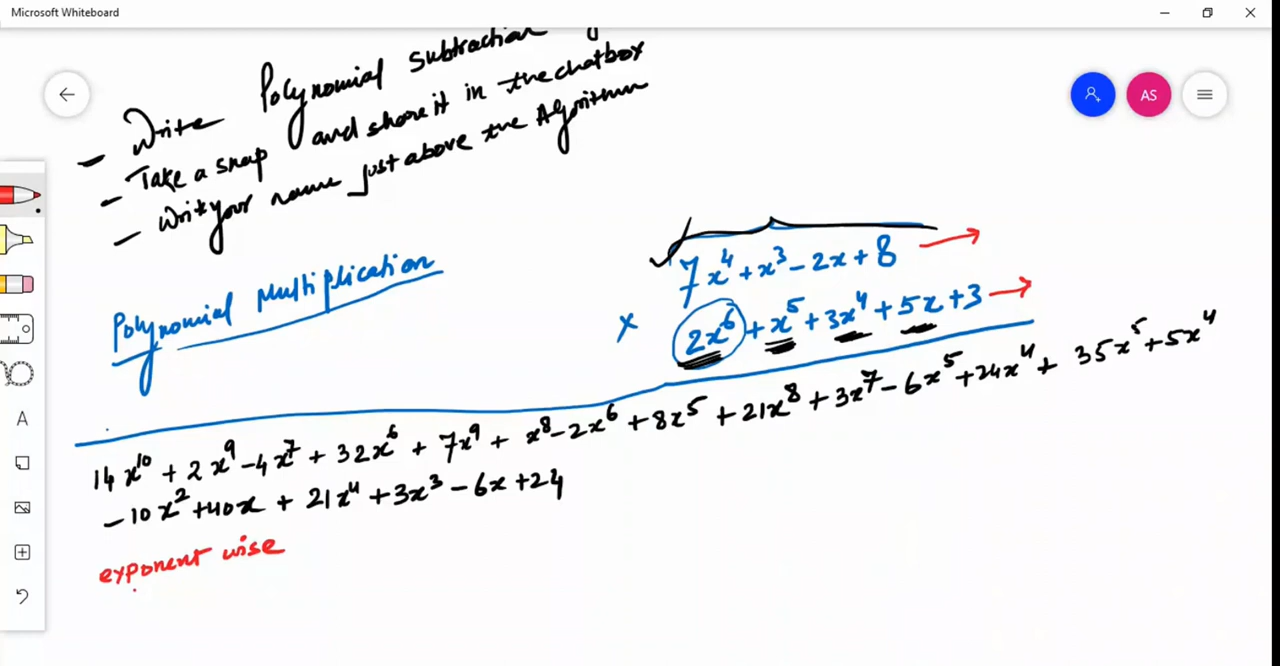 Microsoft Whiteboard
Polynomial subtraction
- Write
- Take a snap and share it in the chatbox
- Write your name just above the Algorithm
AS
Polynomial Multiplication
7x⁴ + x³ - 2x + 8
× 2x⁶ + x⁵ + 3x⁴ + 5x + 3
14x¹⁰ + 2x⁹ - 4x⁷ + 32x⁶ + 7x⁹ + x⁸ - 2x⁶ + 8x⁵ + 21x⁸ + 3x⁷ - 6x⁵ + 24x⁴ + 35x⁵ + 5x⁴
- 10x² + 40x + 21x⁴ + 3x³ - 6x + 24
exponent wise
A